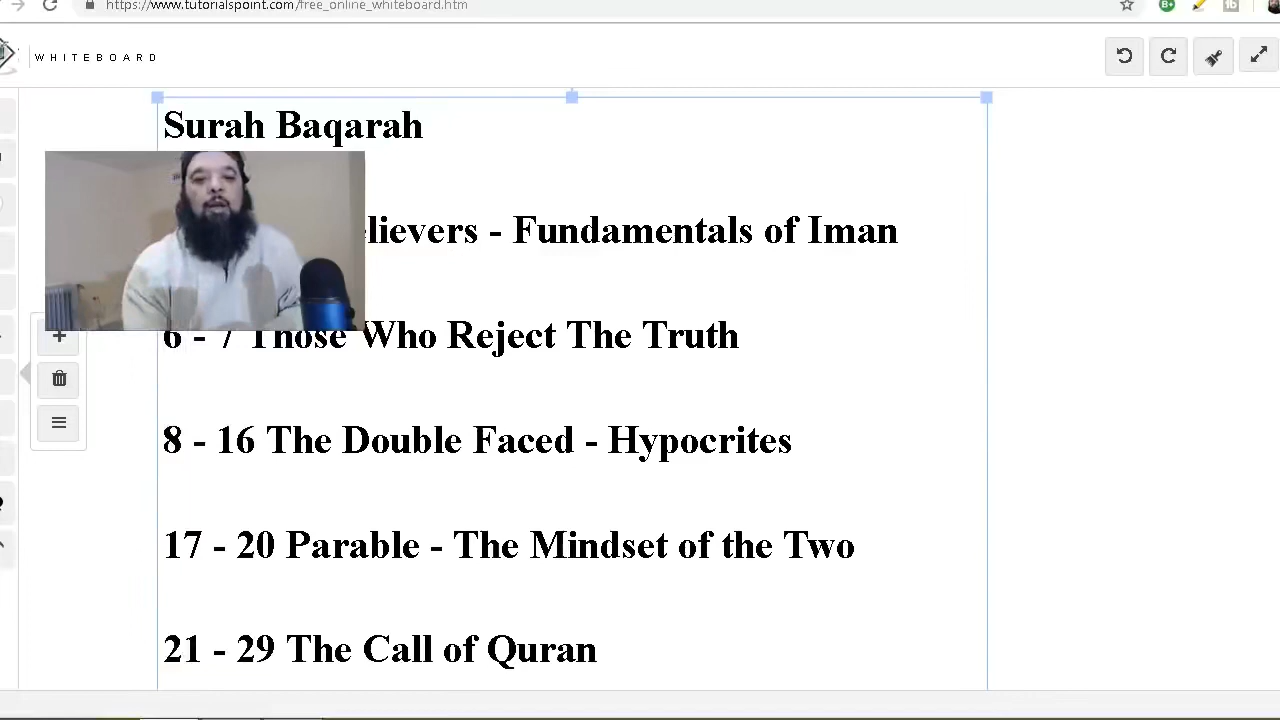 https://www.tutorialspoint.com/free_online_whiteboard.htm
WHITEBOARD
Surah Baqarah
- Fundamentals of Iman
6 - 7 Those Who Reject The Truth
8 - 16 The Double Faced - Hypocrites
17 - 20 Parable - The Mindset of the Two
21 - 29 The Call of Quran